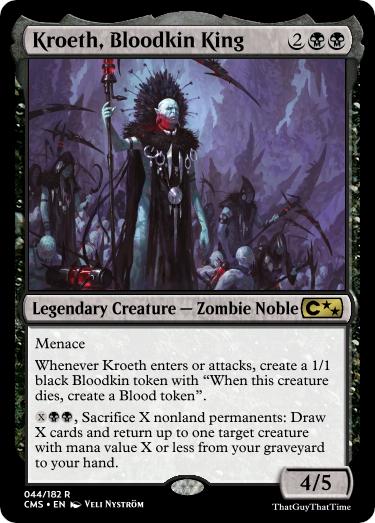 Kroeth, Bloodkin King 2
Legendary Creature — Zombie Noble C
Menace
Whenever Kroeth enters or attacks, create a 1/1
black Bloodkin token with “When this creature
dies, create a Blood token”.
X, Sacrifice X nonland permanents: Draw
X cards and return up to one target creature
with mana value X or less from your graveyard
to your hand.
4/5
044/182 R
CMS • EN Veli Nyström
ThatGuyThatTime